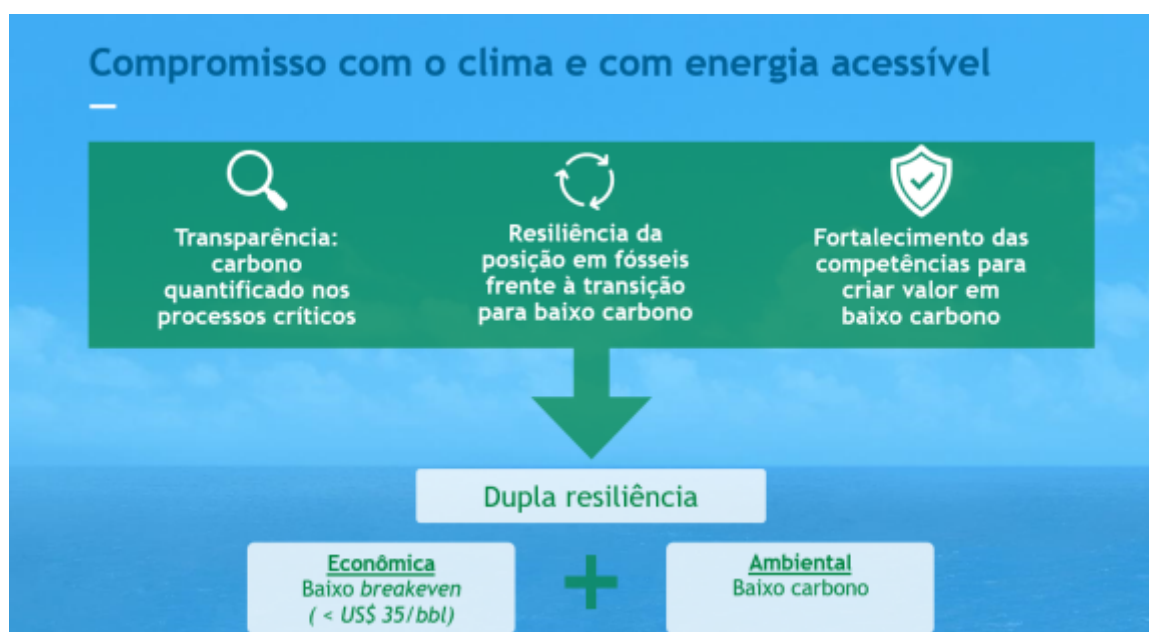 Compromisso com o clima e com energia acessível
Transparência:
carbono
quantificado nos
processos críticos
Resiliência da
posição em fósseis
frente à transição
para baixo carbono
Fortalecimento das
competências para
criar valor em
baixo carbono
Dupla resiliência
Econômica
Baixo breakeven
( < US$ 35/bbl)
+
Ambiental
Baixo carbono